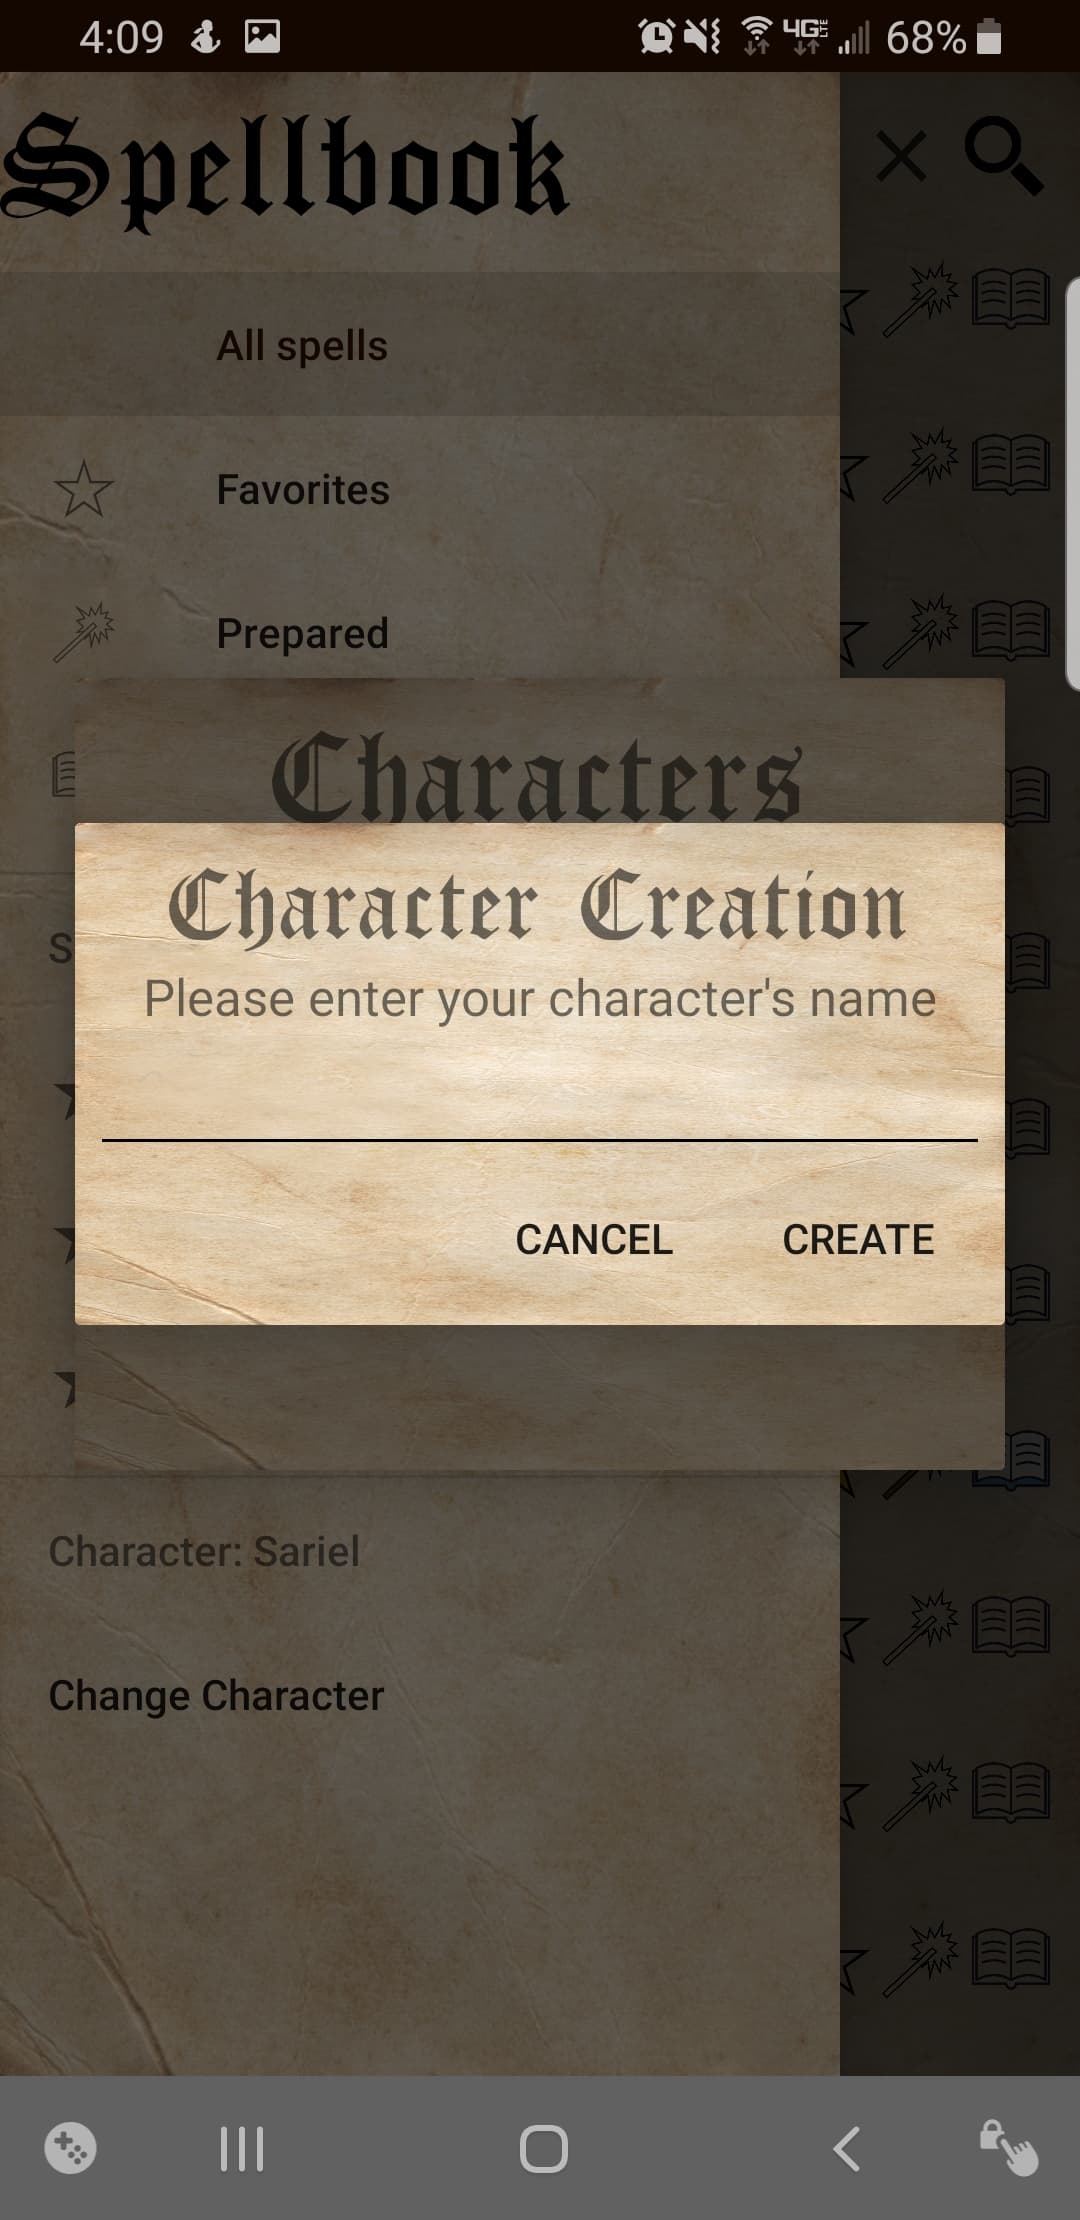 4:09 4G LTE 68%
Spellbook
All spells
Favorites
Prepared
Characters
Character Creation
S
Please enter your character's name
CANCEL CREATE
Character: Sariel
Change Character